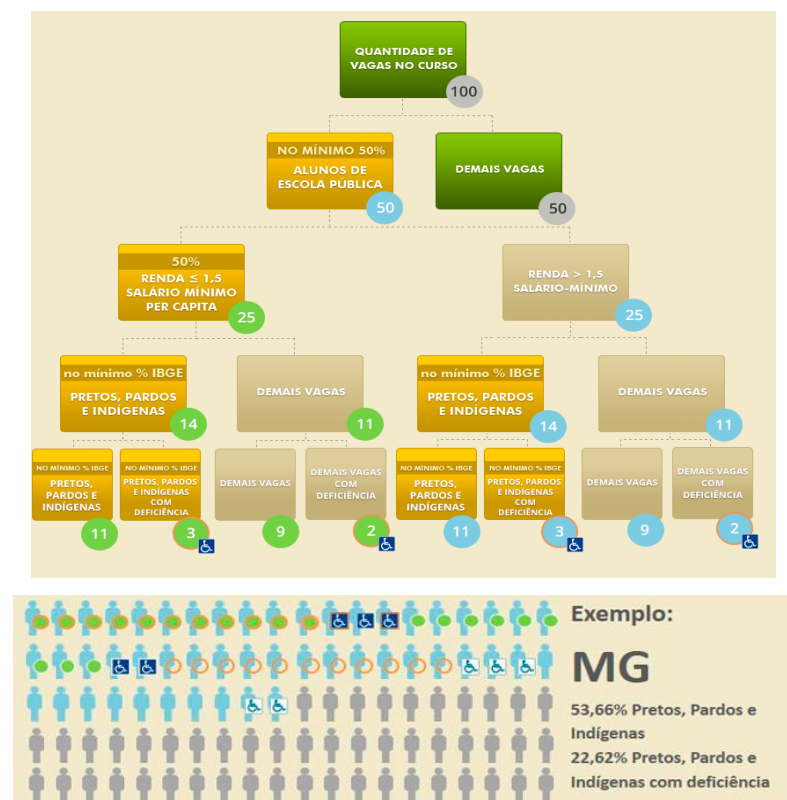 QUANTIDADE DE
VAGAS NO CURSO
100
NO MÍNIMO 50%
ALUNOS DE
ESCOLA PÚBLICA
50
DEMAIS VAGAS
50
50%
RENDA ≤ 1,5
SALÁRIO MÍNIMO
PER CAPITA
25
RENDA > 1,5
SALÁRIO-MÍNIMO
25
no mínimo % IBGE
PRETOS, PARDOS
E INDÍGENAS
14
DEMAIS VAGAS
11
no mínimo % IBGE
PRETOS, PARDOS
E INDÍGENAS
14
DEMAIS VAGAS
11
NO MÍNIMO % IBGE
PRETOS,
PARDOS E
INDÍGENAS
11
NO MÍNIMO % IBGE
PRETOS, PARDOS
E INDÍGENAS
COM
DEFICIÊNCIA
3
DEMAIS VAGAS
9
DEMAIS VAGAS
COM
DEFICIÊNCIA
2
NO MÍNIMO % IBGE
PRETOS,
PARDOS E
INDÍGENAS
11
NO MÍNIMO % IBGE
PRETOS, PARDOS
E INDÍGENAS
COM
DEFICIÊNCIA
3
DEMAIS VAGAS
9
DEMAIS VAGAS
COM
DEFICIÊNCIA
2
Exemplo:
MG
53,66% Pretos, Pardos e
Indígenas
22,62% Pretos, Pardos e
Indígenas com deficiência